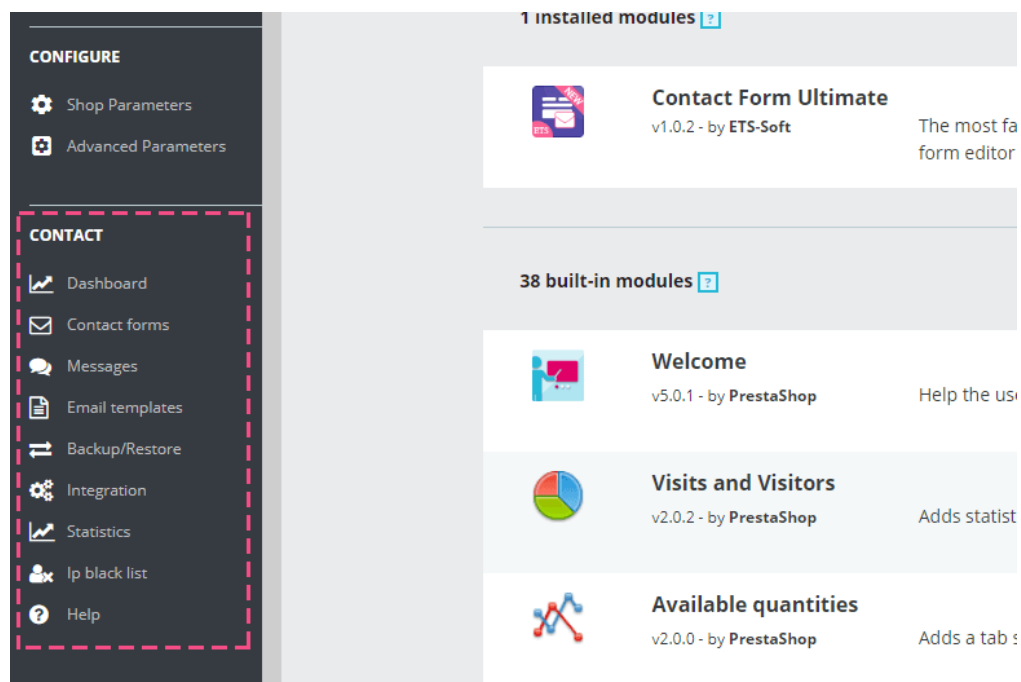 CONFIGURE
Shop Parameters
Advanced Parameters
CONTACT
Dashboard
Contact forms
Messages
Email templates
Backup/Restore
Integration
Statistics
Ip black list
Help
1 installed modules ?
NEW
ETS
Contact Form Ultimate
v1.0.2 - by ETS-Soft
The most fa
form editor
38 built-in modules ?
Welcome
v5.0.1 - by PrestaShop
Help the us
Visits and Visitors
v2.0.2 - by PrestaShop
Adds statist
Available quantities
v2.0.0 - by PrestaShop
Adds a tab s